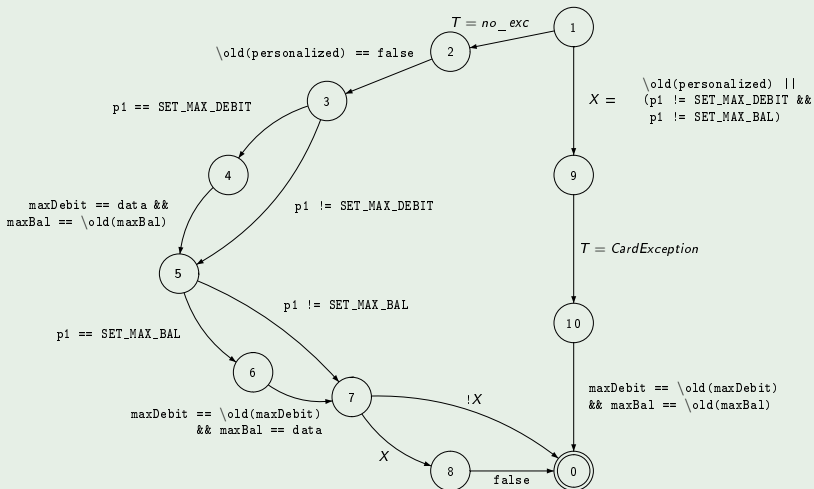 T = no_exc
1
2
\old(personalized) == false
\old(personalized) ||
X = (p1 != SET_MAX_DEBIT &&
p1 != SET_MAX_BAL)
3
p1 == SET_MAX_DEBIT
4
9
maxDebit == data &&
maxBal == \old(maxBal)
p1 != SET_MAX_DEBIT
T = CardException
5
p1 != SET_MAX_BAL
10
p1 == SET_MAX_BAL
6
7
maxDebit == \old(maxDebit)
&& maxBal == \old(maxBal)
!X
maxDebit == \old(maxDebit)
&& maxBal == data
X
8
false
0